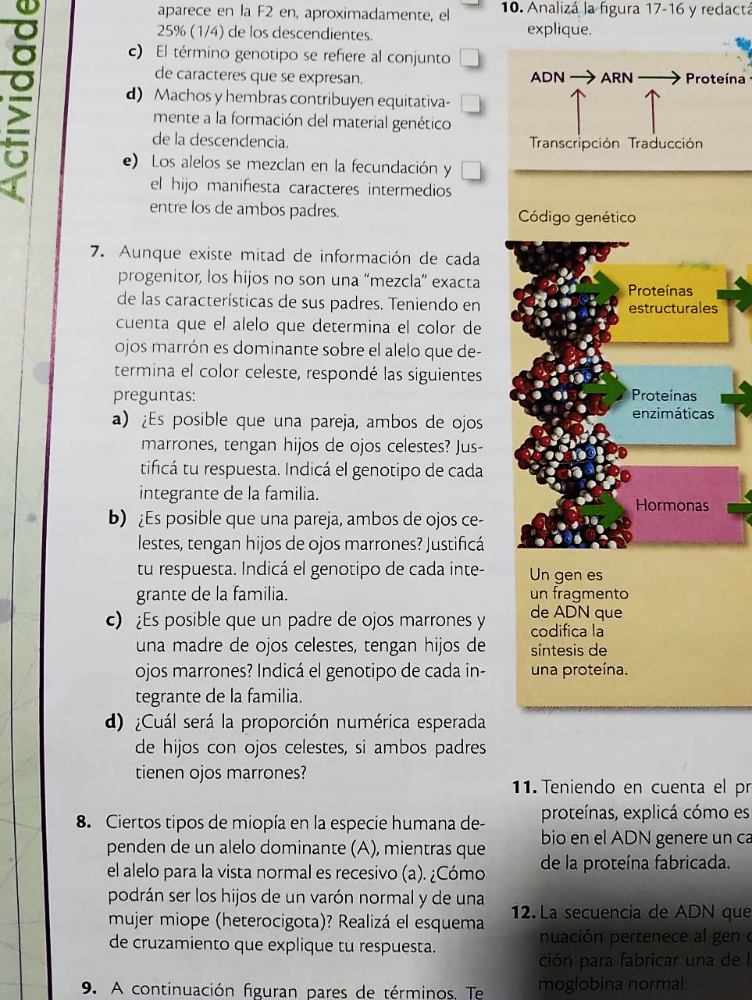 Actividade
aparece en la F2 en, aproximadamente, el
25% (1/4) de los descendientes.
c) El término genotipo se refiere al conjunto
de caracteres que se expresan.
d) Machos y hembras contribuyen equitativa-
mente a la formación del material genético
de la descendencia.
e) Los alelos se mezclan en la fecundación y
el hijo manifiesta caracteres intermedios
entre los de ambos padres.
7. Aunque existe mitad de información de cada
progenitor, los hijos no son una "mezcla" exacta
de las características de sus padres. Teniendo en
cuenta que el alelo que determina el color de
ojos marrón es dominante sobre el alelo que de-
termina el color celeste, respondé las siguientes
preguntas:
a) ¿Es posible que una pareja, ambos de ojos
marrones, tengan hijos de ojos celestes? Jus-
tificá tu respuesta. Indicá el genotipo de cada
integrante de la familia.
b) ¿Es posible que una pareja, ambos de ojos ce-
lestes, tengan hijos de ojos marrones? Justificá
tu respuesta. Indicá el genotipo de cada inte-
grante de la familia.
c) ¿Es posible que un padre de ojos marrones y
una madre de ojos celestes, tengan hijos de
ojos marrones? Indicá el genotipo de cada in-
tegrante de la familia.
d) ¿Cuál será la proporción numérica esperada
de hijos con ojos celestes, si ambos padres
tienen ojos marrones?
8. Ciertos tipos de miopía en la especie humana de-
penden de un alelo dominante (A), mientras que
el alelo para la vista normal es recesivo (a). ¿Cómo
podrán ser los hijos de un varón normal y de una
mujer miope (heterocigota)? Realizá el esquema
de cruzamiento que explique tu respuesta.
9. A continuación figuran pares de términos. Te
10. Analizá la figura 17-16 y redactá
explique.
ADN → ARN → Proteína
Transcripción Traducción
Código genético
Proteínas
estructurales
Proteínas
enzimáticas
Hormonas
Un gen es
un fragmento
de ADN que
codifica la
síntesis de
una proteína.
11. Teniendo en cuenta el pr
proteínas, explicá cómo es
bio en el ADN genere un ca
de la proteína fabricada.
12. La secuencia de ADN que
nuación pertenece al gen
ción para fabricar una de l
moglobina normal: